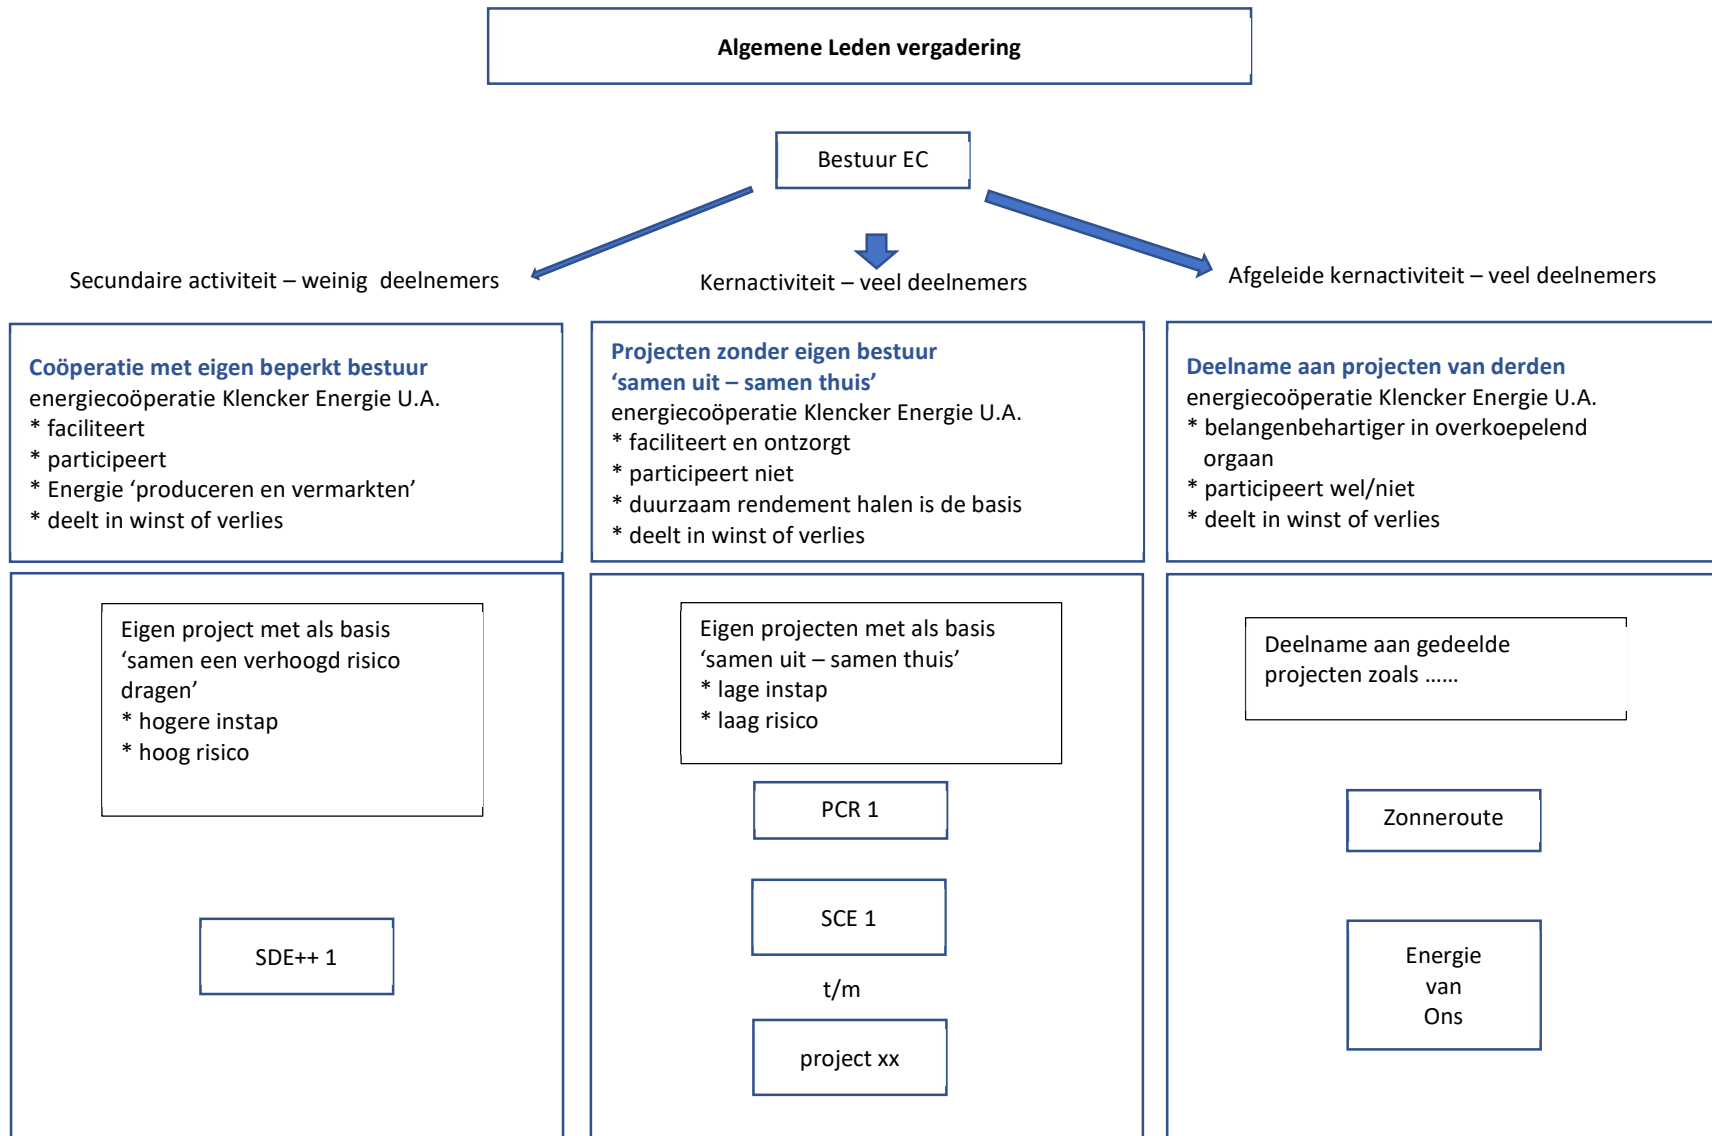 Algemene Leden vergadering
Bestuur EC
Secundaire activiteit – weinig  deelnemers
Kernactiviteit – veel deelnemers
Afgeleide kernactiviteit – veel deelnemers
Coöperatie met eigen beperkt bestuur
energiecoöperatie Klencker Energie U.A.
* faciliteert
* participeert
* Energie ‘produceren en vermarkten’
* deelt in winst of verlies
Projecten zonder eigen bestuur
‘samen uit – samen thuis’
energiecoöperatie Klencker Energie U.A.
* faciliteert en ontzorgt
* participeert niet
* duurzaam rendement halen is de basis
* deelt in winst of verlies
Deelname aan projecten van derden
energiecoöperatie Klencker Energie U.A.
* belangenbehartiger in overkoepelend
orgaan
* participeert wel/niet
* deelt in winst of verlies
Eigen project met als basis
‘samen een verhoogd risico
dragen’
* hogere instap
* hoog risico
SDE++ 1
Eigen projecten met als basis
‘samen uit – samen thuis’
* lage instap
* laag risico
PCR 1
SCE 1
t/m
project xx
Deelname aan gedeelde
projecten zoals ......
Zonneroute
Energie
van
Ons